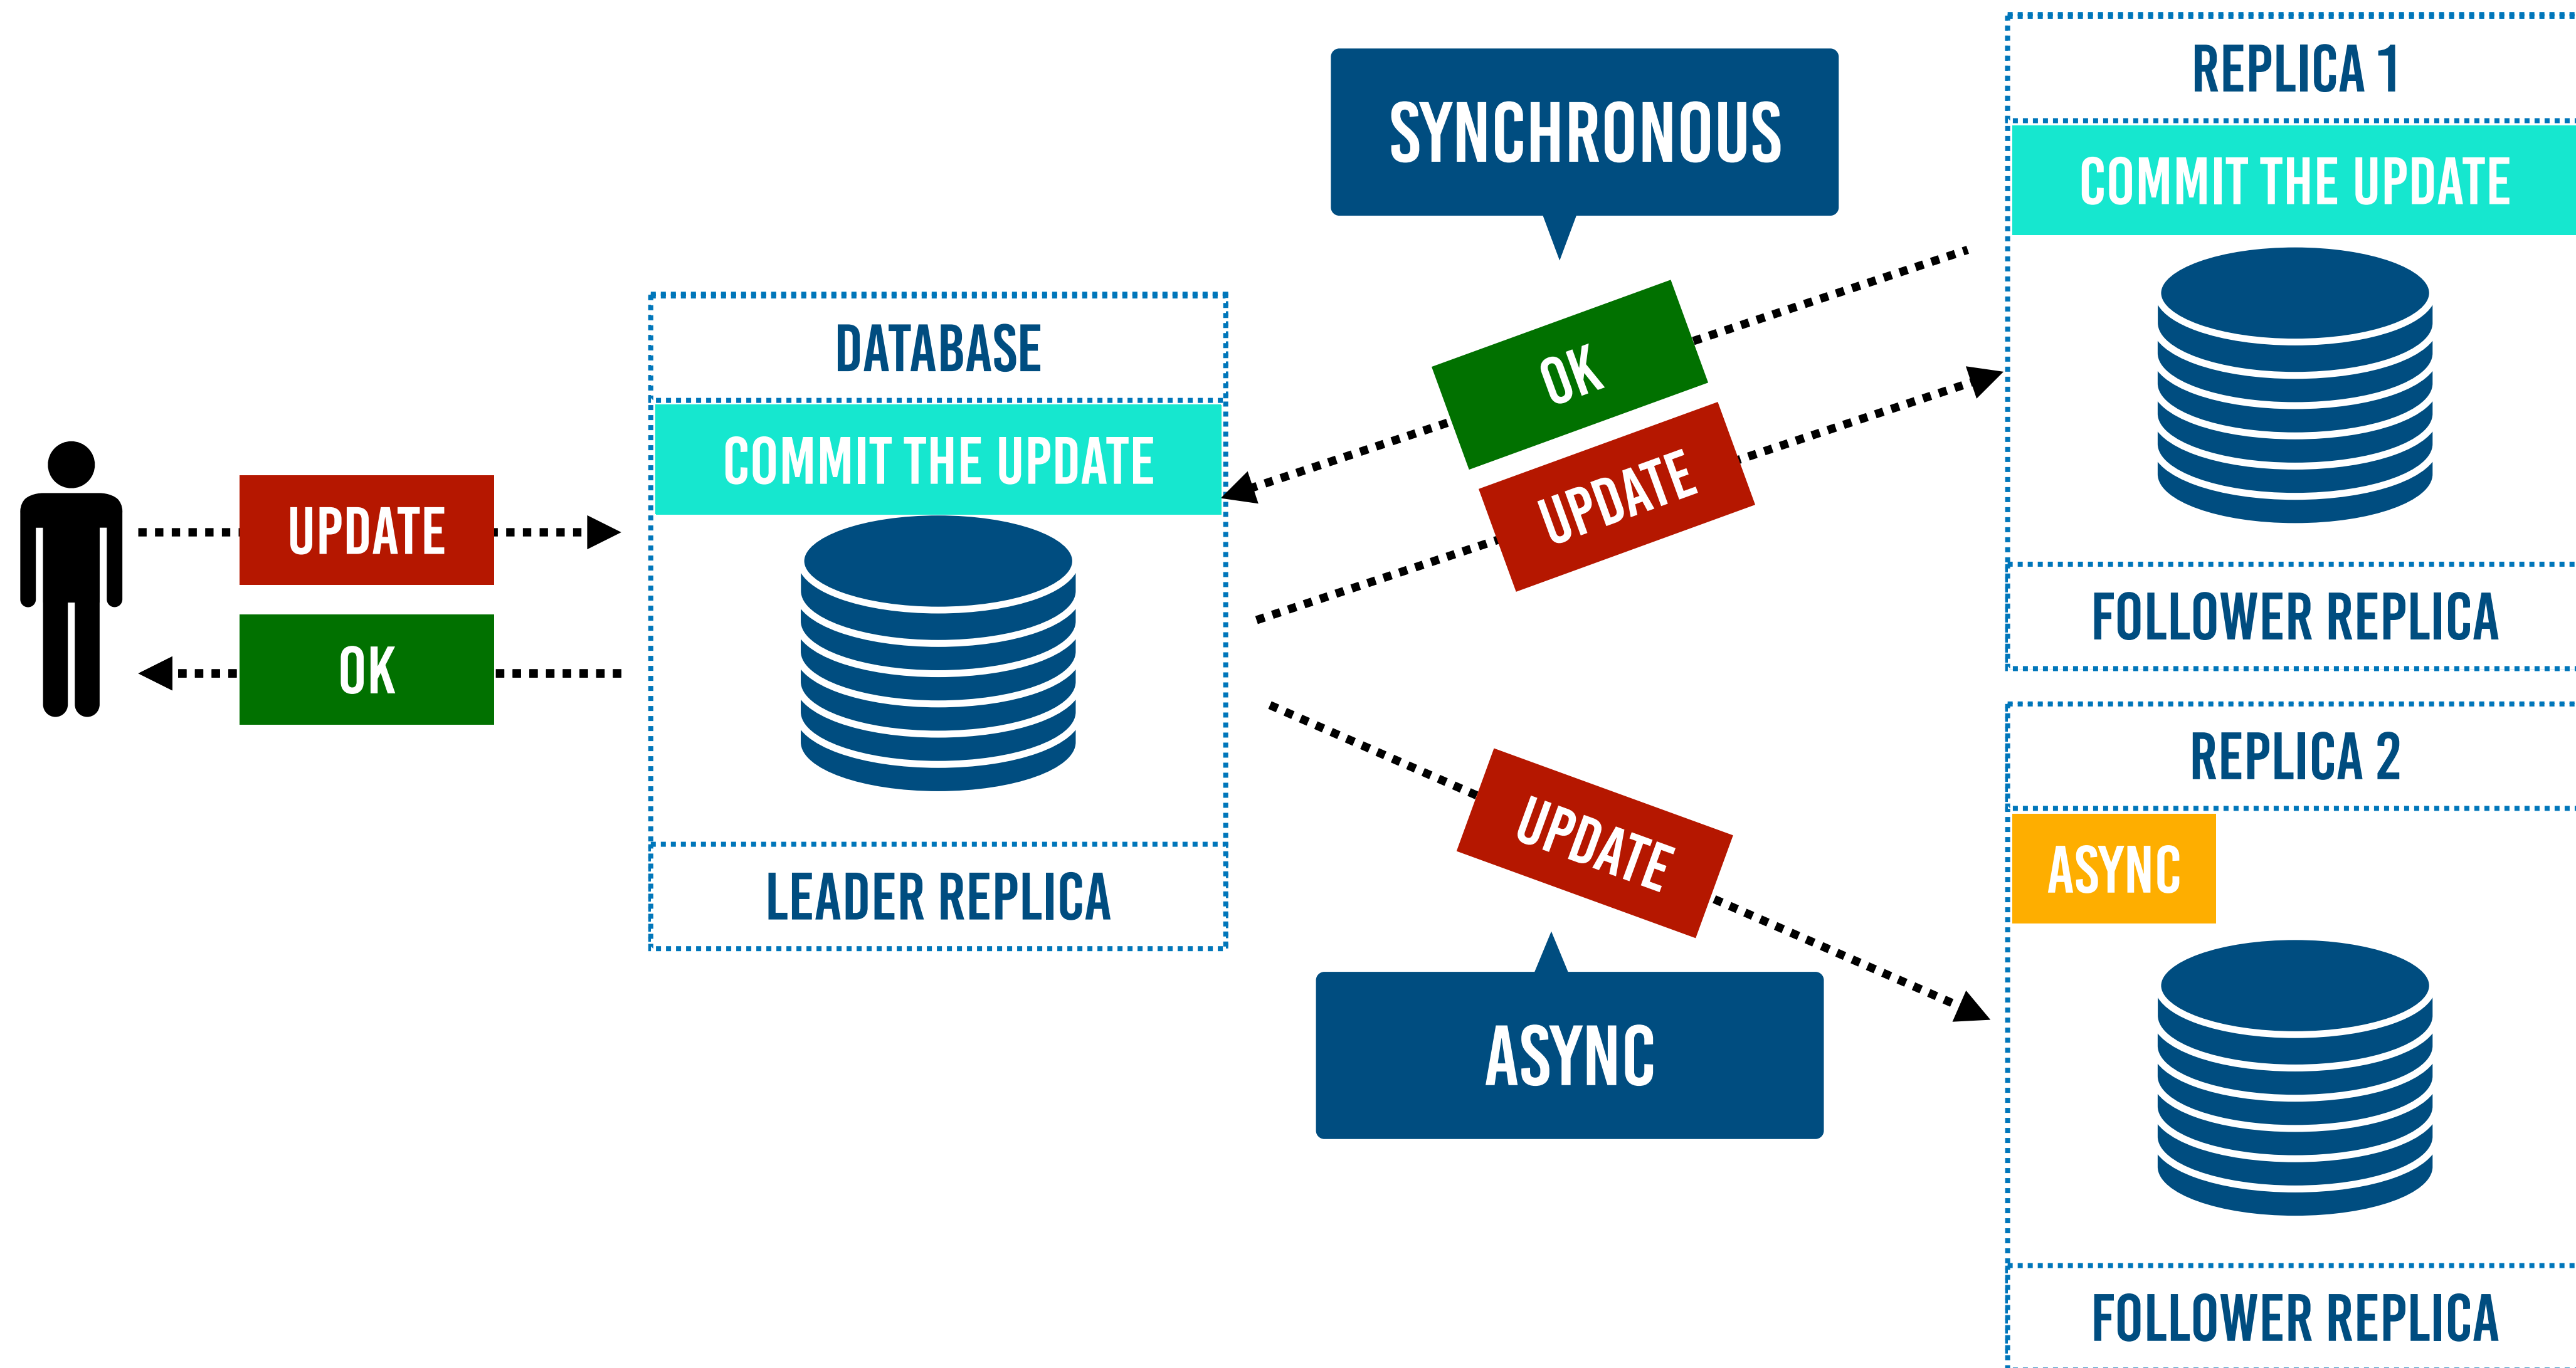 UPDATE
OK
DATABASE
COMMIT THE UPDATE
LEADER REPLICA
SYNCHRONOUS
OK
UPDATE
UPDATE
ASYNC
REPLICA 1
COMMIT THE UPDATE
FOLLOWER REPLICA
REPLICA 2
ASYNC
FOLLOWER REPLICA